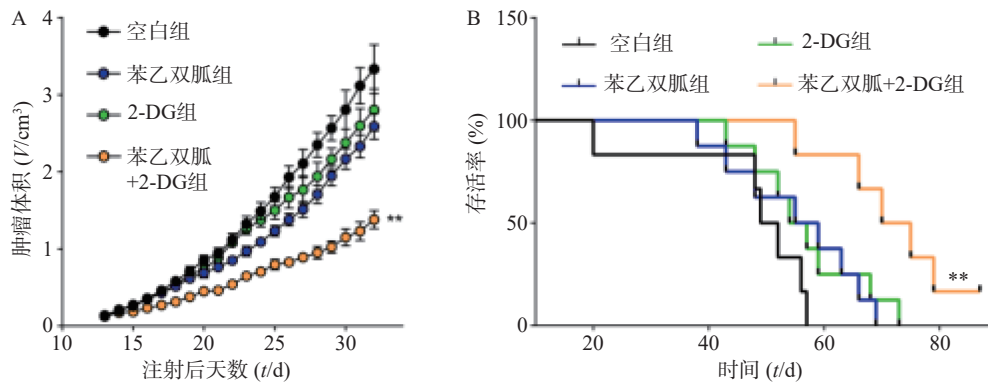 A
肿瘤体积 (V/cm³)
4
3
2
1
0
10
15
20
25
30
注射后天数 (t/d)
空白组
苯乙双胍组
2-DG组
苯乙双胍
+2-DG组
**
B
存活率 (%)
150
100
50
0
20
40
60
80
时间 (t/d)
空白组
2-DG组
苯乙双胍组
苯乙双胍+2-DG组
**